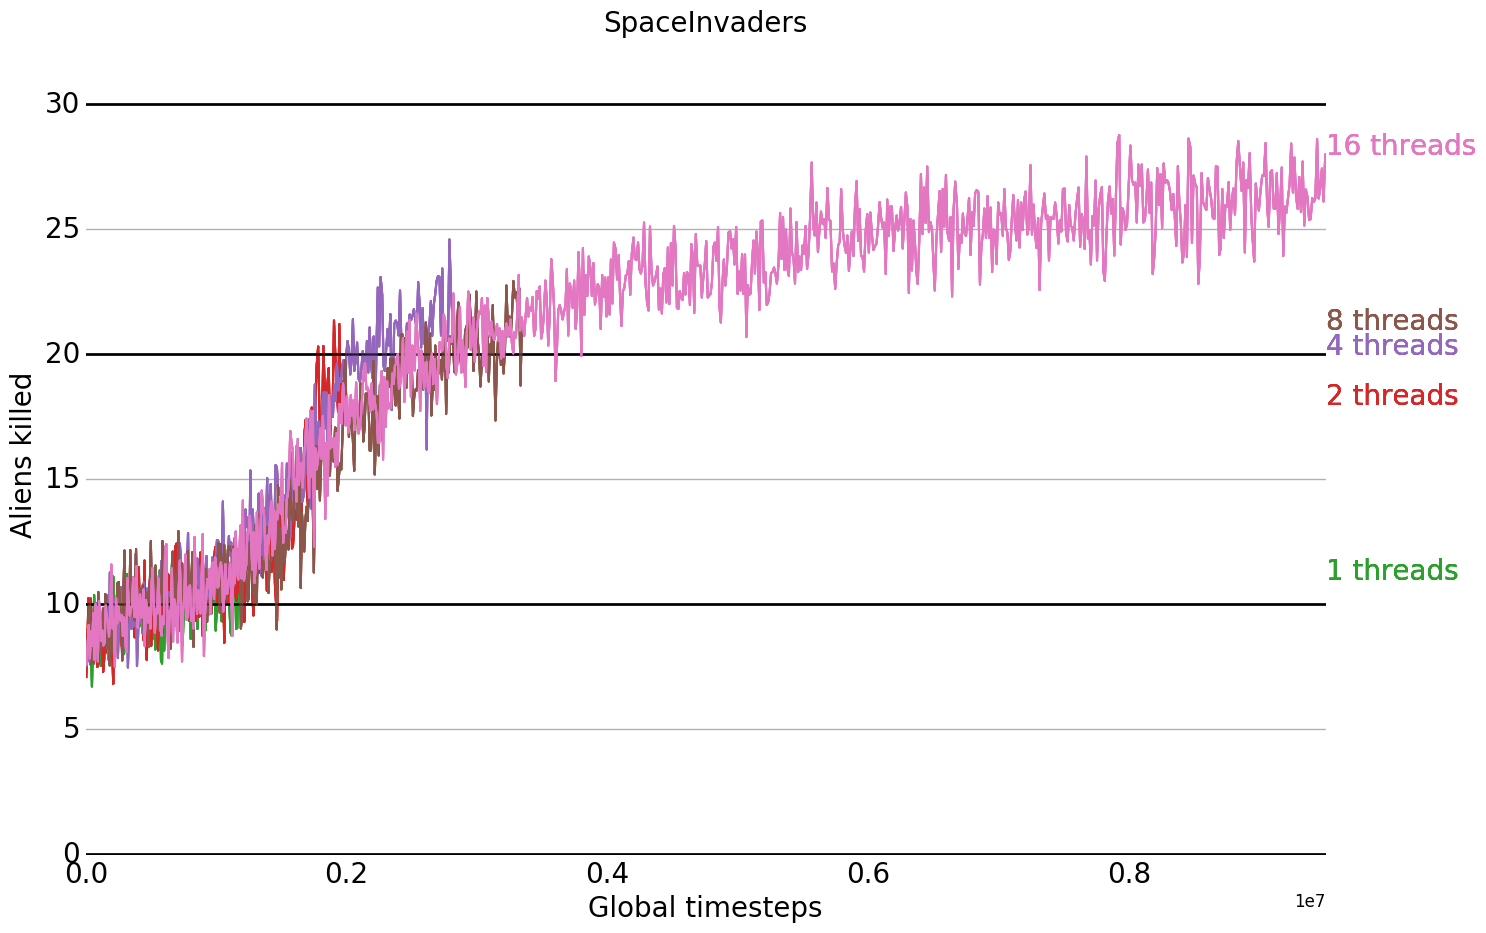 SpaceInvaders
30
25
20
15
10
5
0
Aliens killed
16 threads
8 threads
4 threads
2 threads
1 threads
0.0 0.2 0.4 0.6 0.8
1e7
Global timesteps